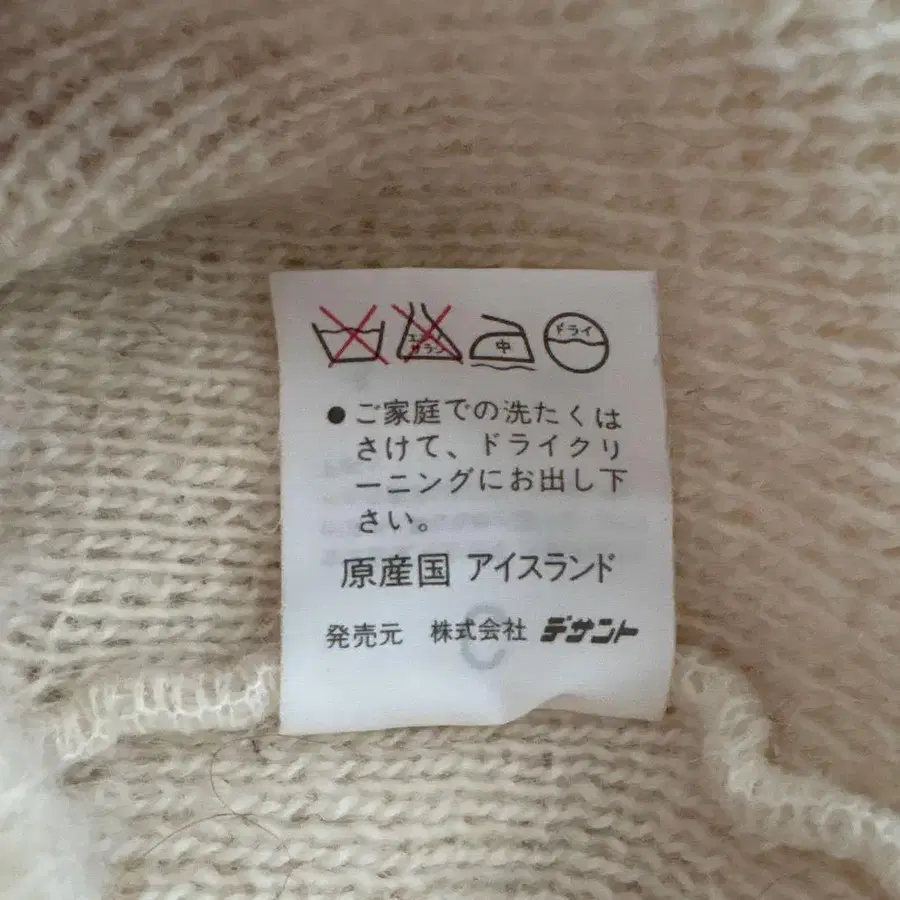 中
ドライ
●ご家庭での洗たくは
さけて、ドライクリ
ーニングにお出し下
さい。
原産国 アイスランド
発売元 株式会社 デサント